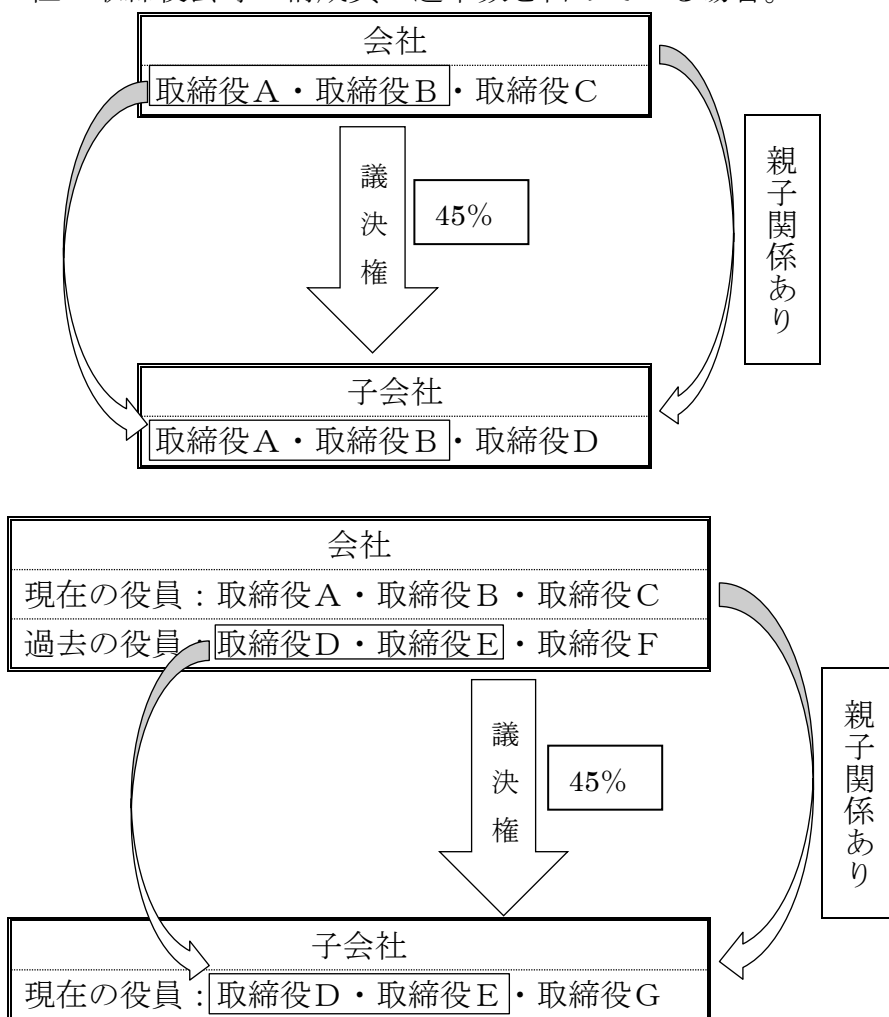 会社
取締役A・取締役B・取締役C
議決権
45%
親子関係あり
子会社
取締役A・取締役B・取締役D
会社
現在の役員:取締役A・取締役B・取締役C
過去の役員:取締役D・取締役E・取締役F
議決権
45%
親子関係あり
子会社
現在の役員:取締役D・取締役E・取締役G